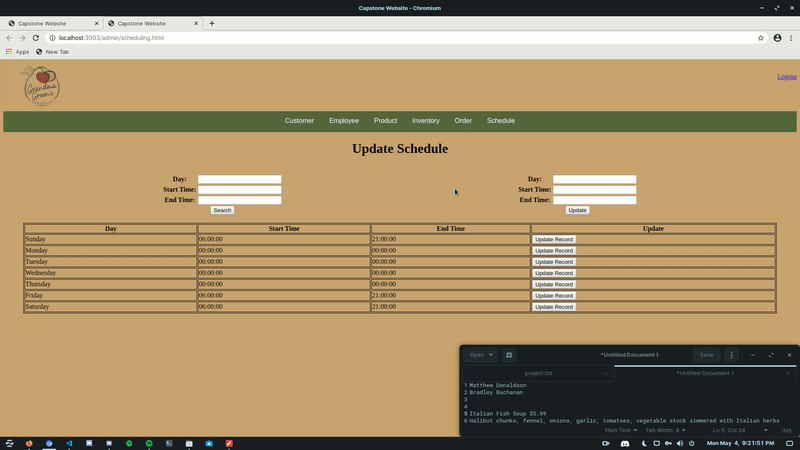 Capstone Website - Chromium
Capstone Website
Capstone Website
localhost:3003/admin/scheduling.html
Apps
New Tab
Grandma Green's
Logout
Customer Employee Product Inventory Order Schedule
Update Schedule
Day:
Start Time:
End Time:
Search
Day:
Start Time:
End Time:
Update
Day Start Time End Time Update
Sunday 06:00:00 21:00:00 Update Record
Monday 00:00:00 00:00:00 Update Record
Tuesday 00:00:00 00:00:00 Update Record
Wednesday 00:00:00 00:00:00 Update Record
Thursday 00:00:00 00:00:00 Update Record
Friday 06:00:00 21:00:00 Update Record
Saturday 06:00:00 21:00:00 Update Record
Open *Untitled Document 1 Save
project.txt *Untitled Document 1
1 Matthew Donaldson
2 Bradley Buchanan
3
4
5 Italian Fish Soup $5.99
6 Halibut chunks, fennel, onions, garlic, tomatoes, vegetable stock simmered with Italian herbs
Plain Text Tab Width: 8 Ln 5, Col 24 INS
Mon May 4, 9:21:51 PM